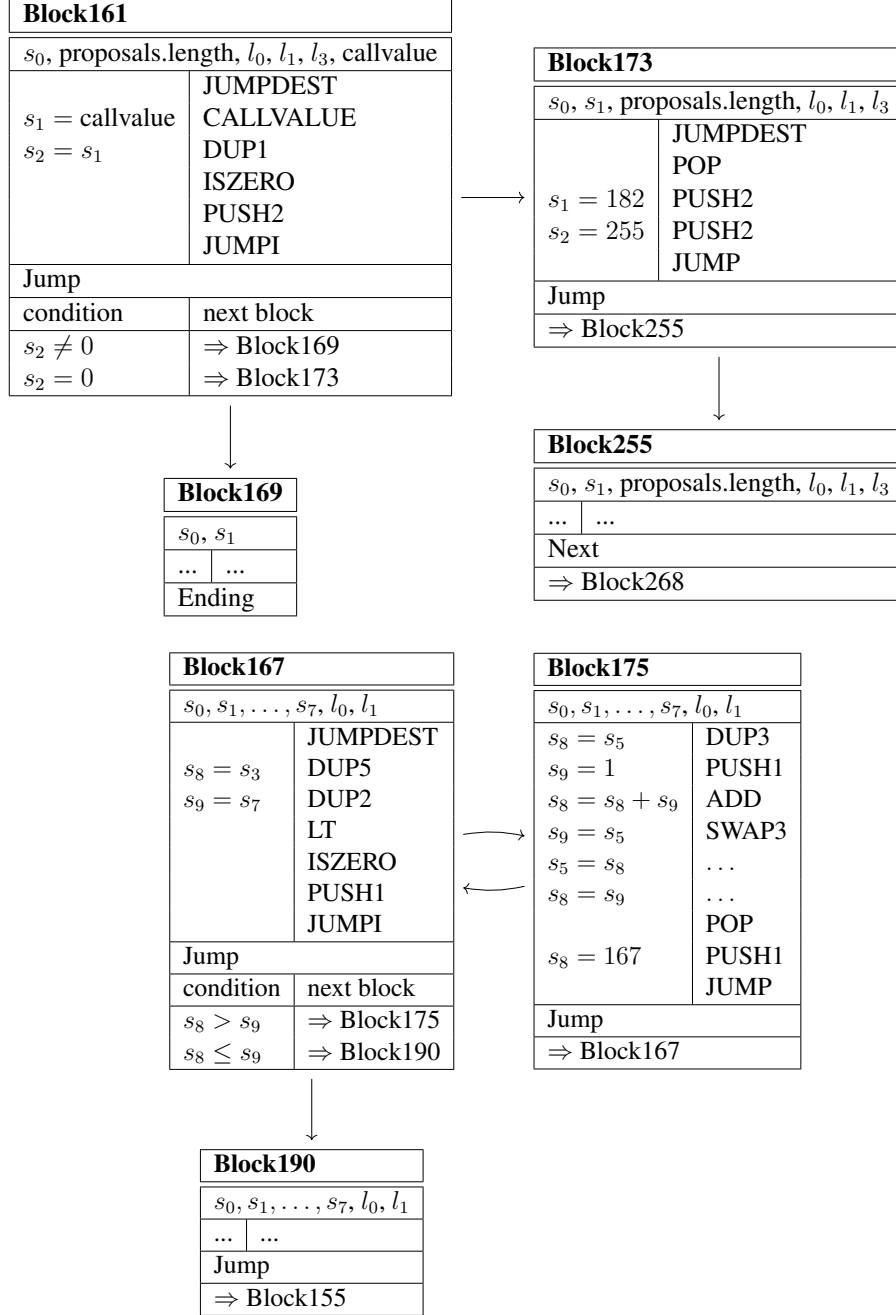 Block161
s₀, proposals.length, l₀, l₁, l₃, callvalue
JUMPDEST
s₁ = callvalue CALLVALUE
s₂ = s₁ DUP1
ISZERO
PUSH2
JUMPI
Jump
condition next block
s₂ ≠ 0 ⇒ Block169
s₂ = 0 ⇒ Block173
Block173
s₀, s₁, proposals.length, l₀, l₁, l₃
JUMPDEST
POP
s₁ = 182 PUSH2
s₂ = 255 PUSH2
JUMP
Jump
⇒ Block255
Block169
s₀, s₁
... ...
Ending
Block255
s₀, s₁, proposals.length, l₀, l₁, l₃
... ...
Next
⇒ Block268
Block167
s₀, s₁, . . . , s₇, l₀, l₁
JUMPDEST
s₈ = s₃ DUP5
s₉ = s₇ DUP2
LT
ISZERO
PUSH1
JUMPI
Jump
condition next block
s₈ > s₉ ⇒ Block175
s₈ ≤ s₉ ⇒ Block190
Block175
s₀, s₁, . . . , s₇, l₀, l₁
s₈ = s₅ DUP3
s₉ = 1 PUSH1
s₈ = s₈ + s₉ ADD
s₉ = s₅ SWAP3
s₅ = s₈ . . .
s₈ = s₉ . . .
POP
s₈ = 167 PUSH1
JUMP
Jump
⇒ Block167
Block190
s₀, s₁, . . . , s₇, l₀, l₁
... ...
Jump
⇒ Block155